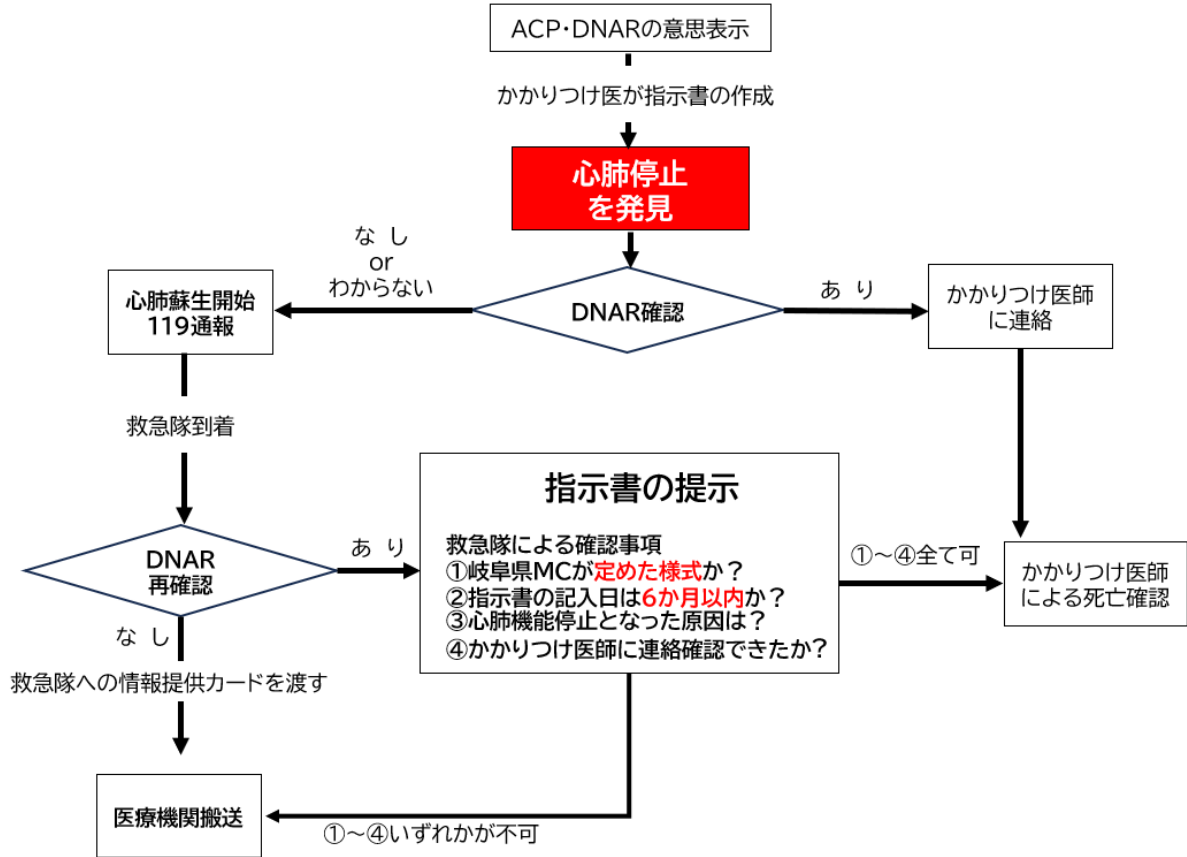 ACP・DNARの意思表示
かかりつけ医が指示書の作成
心肺停止
を発見
な し
or
わからない
DNAR確認
あ り
心肺蘇生開始
119通報
かかりつけ医師
に連絡
救急隊到着
DNAR
再確認
あ り
指示書の提示
救急隊による確認事項
①岐阜県MCが定めた様式か？
②指示書の記入日は6か月以内か？
③心肺機能停止となった原因は？
④かかりつけ医師に連絡確認できたか？
①～④全て可
かかりつけ医師
による死亡確認
な し
救急隊への情報提供カードを渡す
医療機関搬送
①～④いずれかが不可